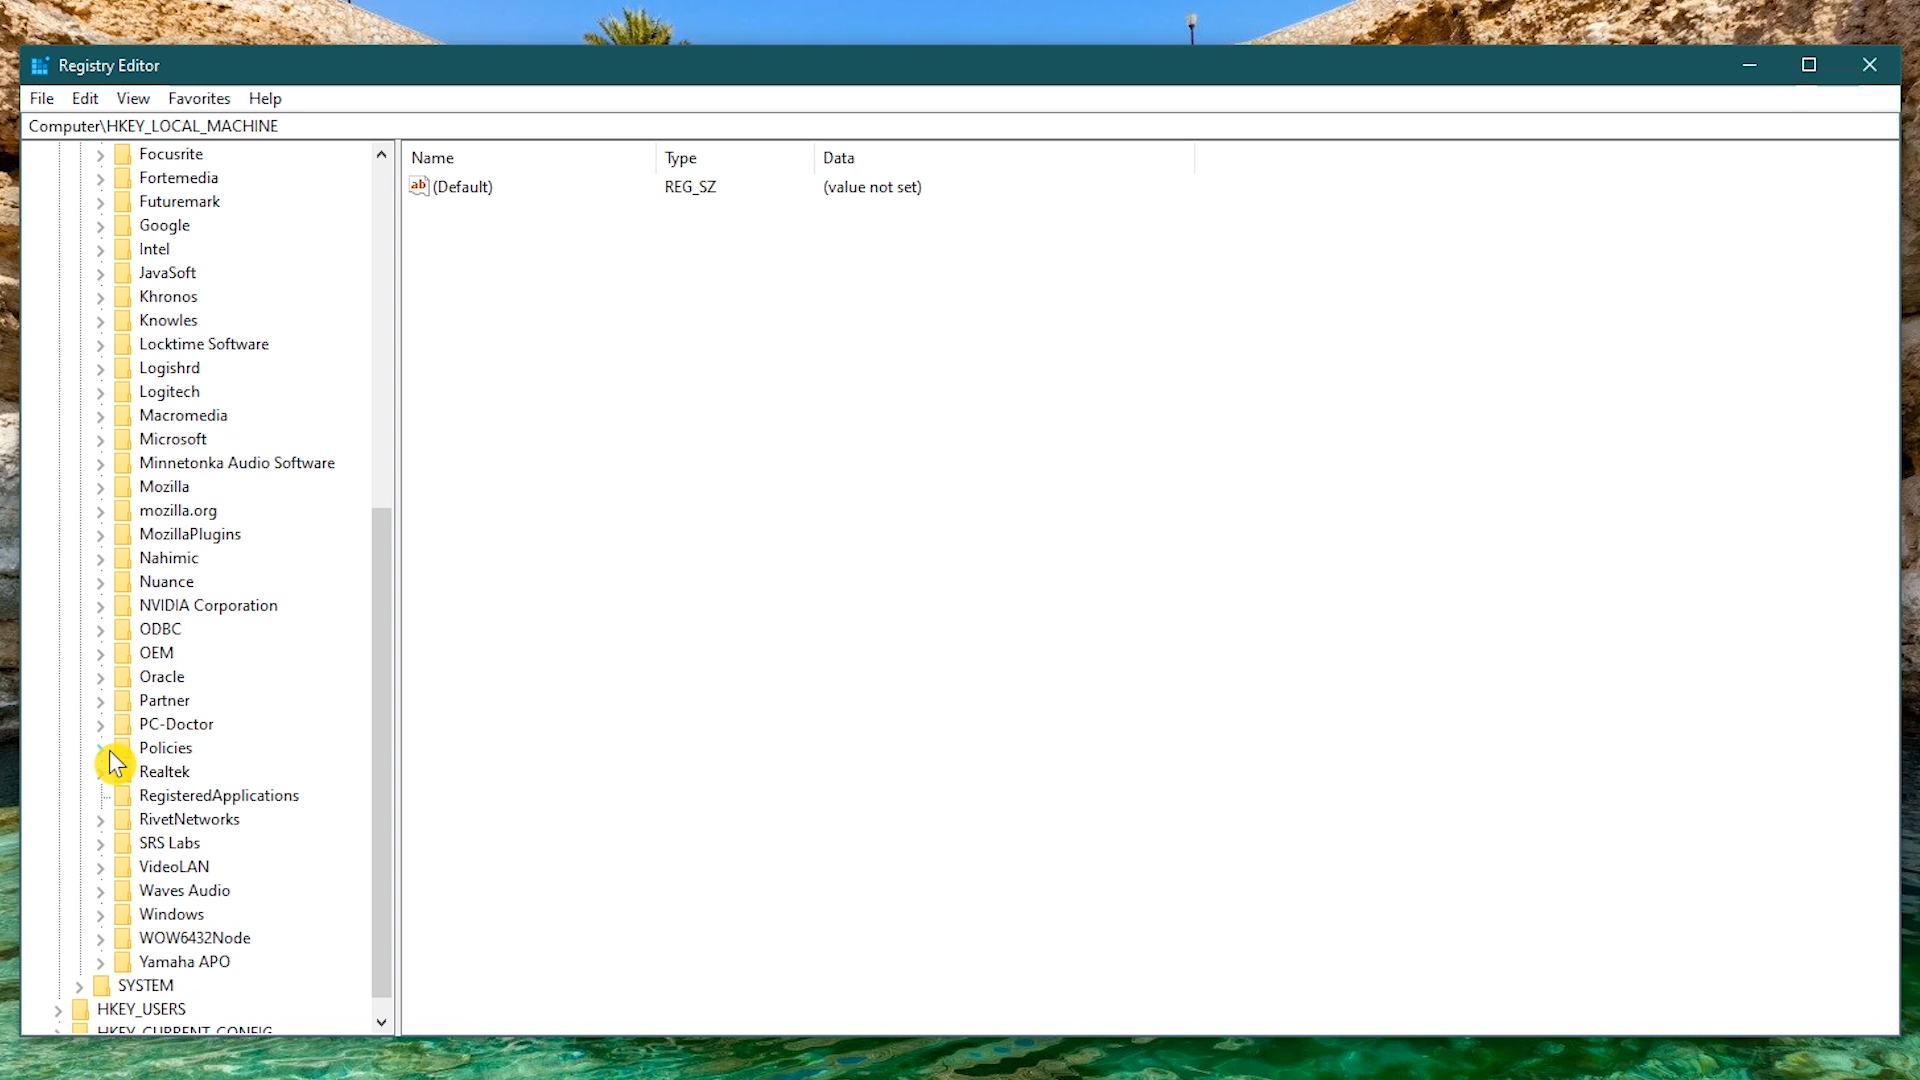 Registry Editor
File Edit View Favorites Help
Computer\HKEY_LOCAL_MACHINE
Name Type Data
ab (Default) REG_SZ (value not set)
Focusrite
Fortemedia
Futuremark
Google
Intel
JavaSoft
Khronos
Knowles
Locktime Software
Logishrd
Logitech
Macromedia
Microsoft
Minnetonka Audio Software
Mozilla
mozilla.org
MozillaPlugins
Nahimic
Nuance
NVIDIA Corporation
ODBC
OEM
Oracle
Partner
PC-Doctor
Policies
Realtek
RegisteredApplications
RivetNetworks
SRS Labs
VideoLAN
Waves Audio
Windows
WOW6432Node
Yamaha APO
SYSTEM
HKEY_USERS
HKEY_CURRENT_CONFIG